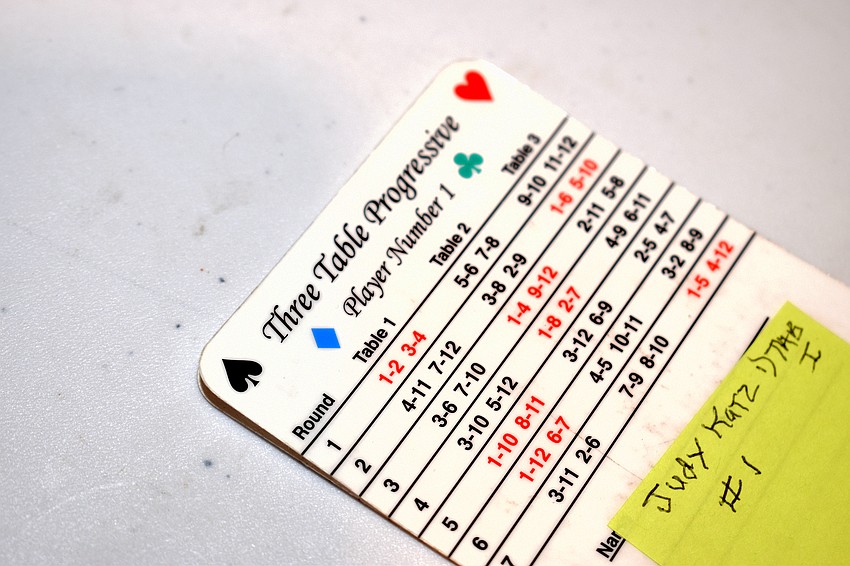 Three Table Progressive
Player Number 1
Round Table 1 Table 2 Table 3
1 1-2 3-4 5-6 7-8 9-10 11-12
2 4-11 7-12 3-8 2-9 1-6 5-10
3 3-6 7-10 1-4 9-12 2-11 5-8
4 3-10 5-12 1-8 2-7 4-9 6-11
5 1-10 8-11 3-12 6-9 2-5 4-7
6 1-12 6-7 4-5 10-11 3-2 8-9
7 3-11 2-6 7-9 8-10 1-5 4-12
Judy Katz 1) TAB
I
# 1